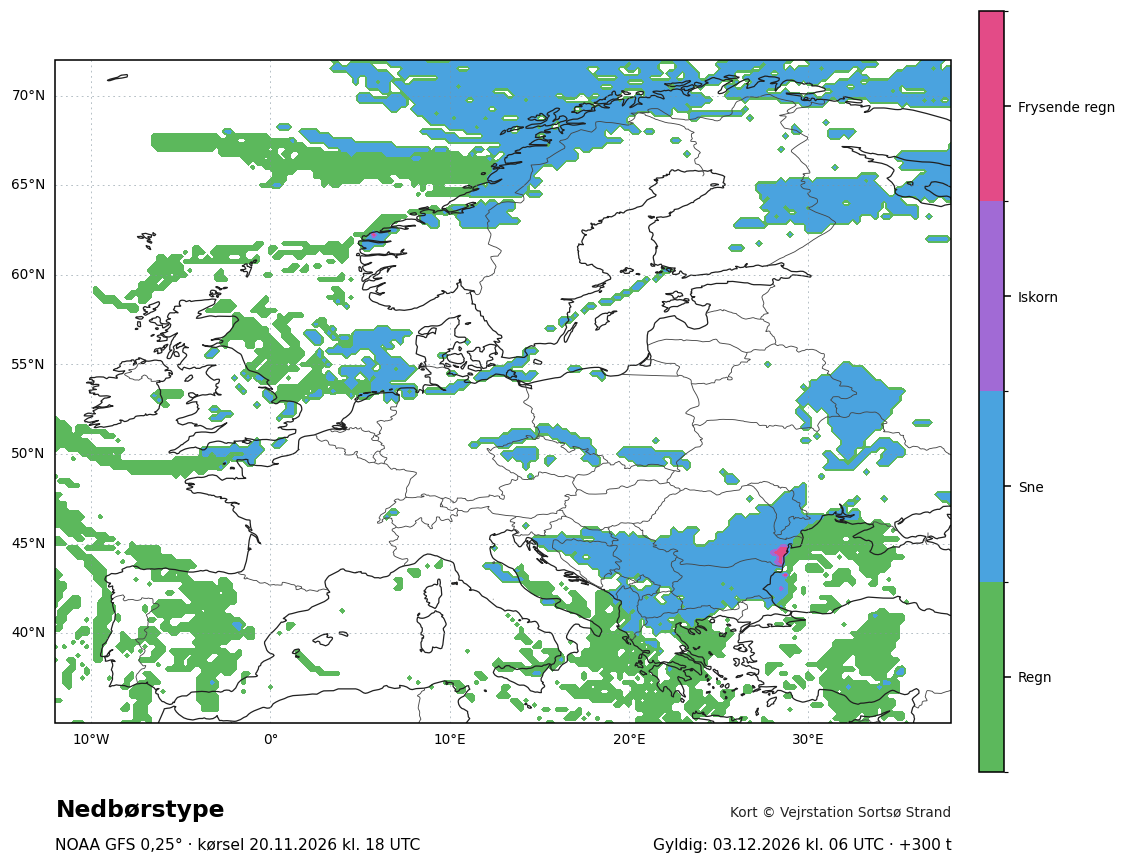 70°N
65°N
60°N
55°N
50°N
45°N
40°N
10°W
0°
10°E
20°E
30°E
Frysende regn
Iskorn
Sne
Regn
Nedbørstype
Kort © Vejrstation Sortsø Strand
NOAA GFS 0,25° · kørsel 20.11.2026 kl. 18 UTC
Gyldig: 03.12.2026 kl. 06 UTC · +300 t